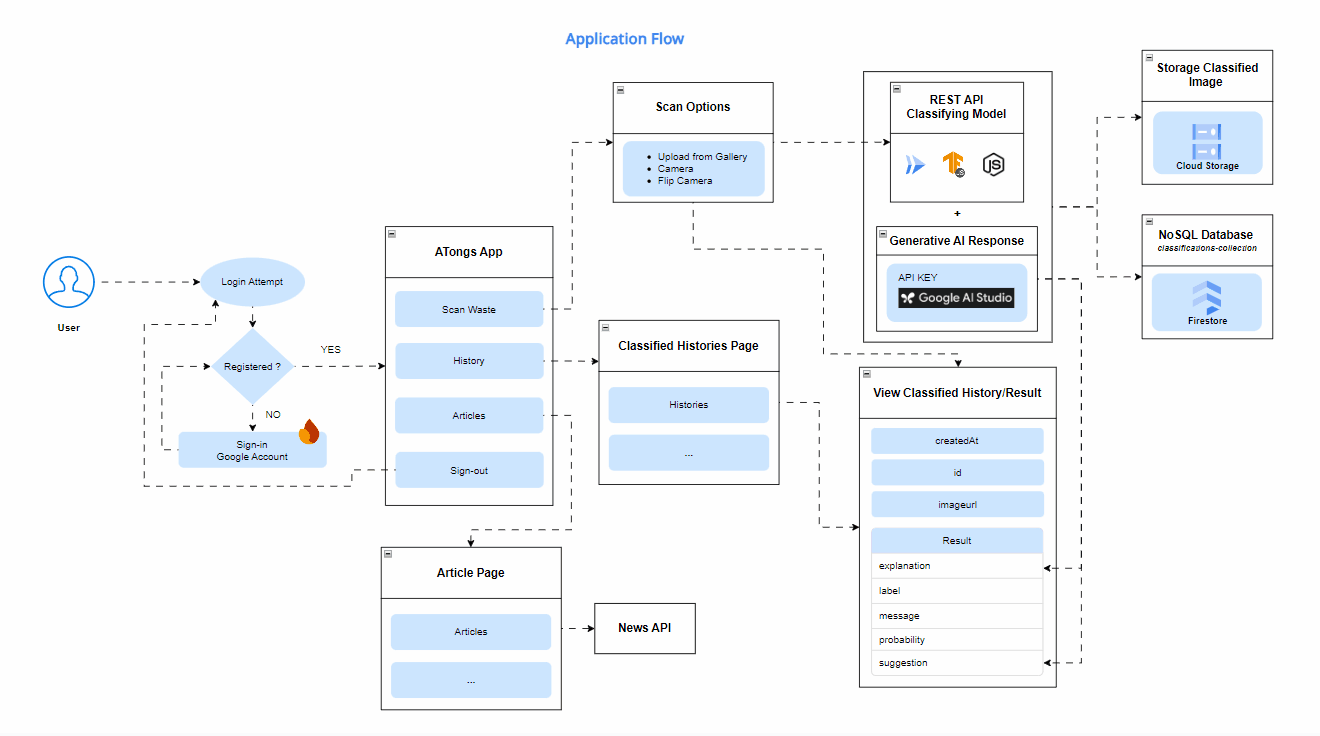 Application Flow
User
Login Attempt
Registered ?
YES
NO
Sign-in
Google Account
ATongs App
Scan Waste
History
Articles
Sign-out
Scan Options
• Upload from Gallery
• Camera
• Flip Camera
Classified Histories Page
Histories
...
Article Page
Articles
...
News API
REST API
Classifying Model
JS
JS
+
Generative AI Response
API KEY
Google AI Studio
View Classified History/Result
createdAt
id
imageurl
Result
explanation
label
message
probability
suggestion
Storage Classified
Image
Cloud Storage
NoSQL Database
classifications-collection
Firestore